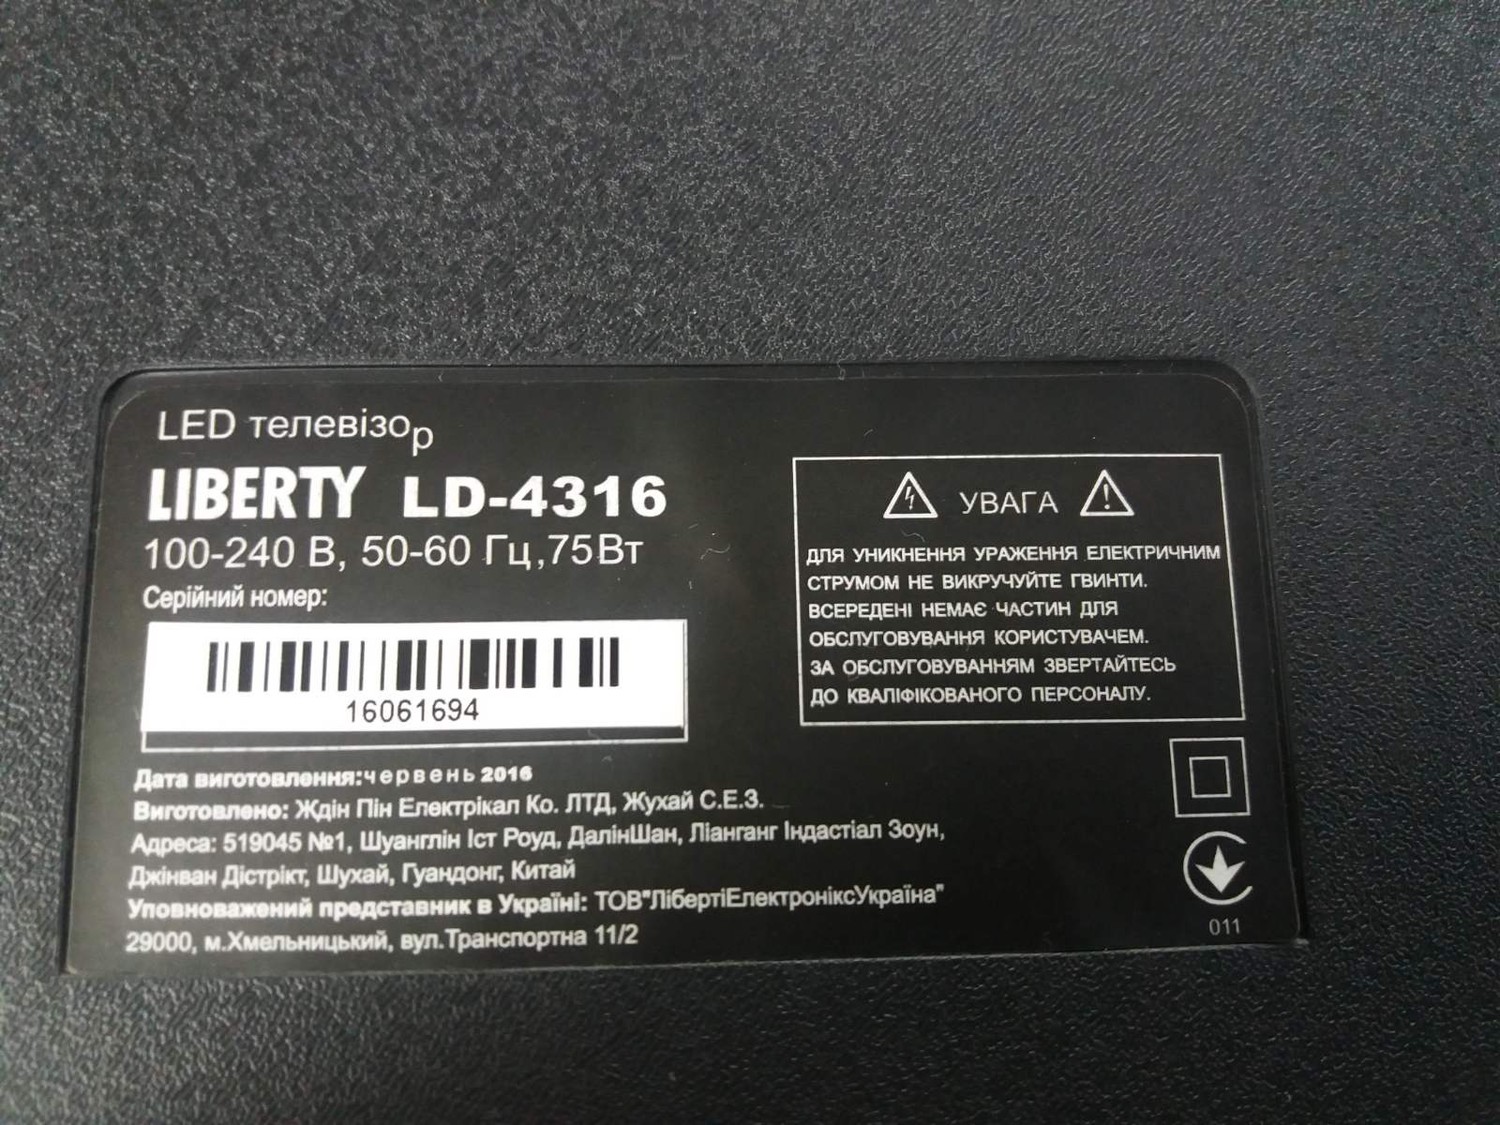 LED телевізор
LIBERTY LD-4316
100-240 В, 50-60 Гц,75Вт
Серійний номер:
16061694
Дата виготовлення:червень 2016
Виготовлено: Ждін Пін Електрікал Ко. ЛТД, Жухай С.Е.З.
Адреса: 519045 №1, Шуанглін Іст Роуд, ДалінШан, Ліанганг Індастіал Зоун,
Джінван Дістрікт, Шухай, Гуандонг, Китай
Уповноважений представник в Україні: ТОВ"ЛібертіЕлектроніксУкраїна"
29000, м.Хмельницький, вул.Транспортна 11/2
УВАГА
ДЛЯ УНИКНЕННЯ УРАЖЕННЯ ЕЛЕКТРИЧНИМ
СТРУМОМ НЕ ВИКРУЧУЙТЕ ГВИНТИ.
ВСЕРЕДЕНІ НЕМАЄ ЧАСТИН ДЛЯ
ОБСЛУГОВУВАННЯ КОРИСТУВАЧЕМ.
ЗА ОБСЛУГОВУВАННЯМ ЗВЕРТАЙТЕСЬ
ДО КВАЛІФІКОВАНОГО ПЕРСОНАЛУ.
011